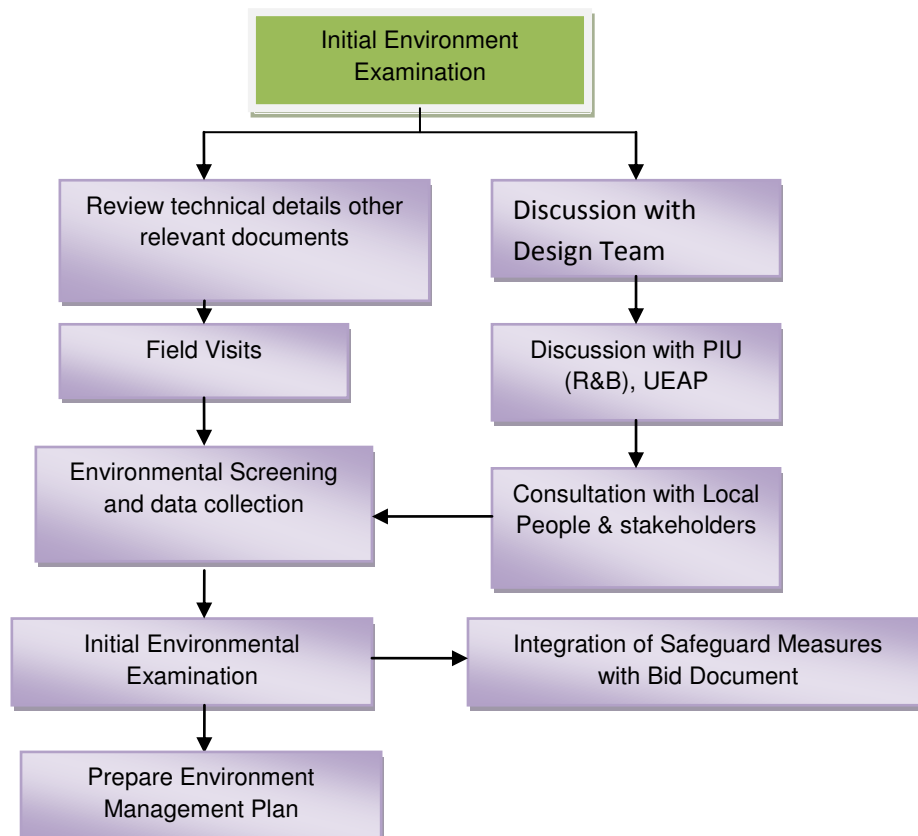 Initial Environment
Examination
Review technical details other
relevant documents
Discussion with
Design Team
Field Visits
Discussion with PIU
(R&B), UEAP
Environmental Screening
and data collection
Consultation with Local
People & stakeholders
Initial Environmental
Examination
Integration of Safeguard Measures
with Bid Document
Prepare Environment
Management Plan